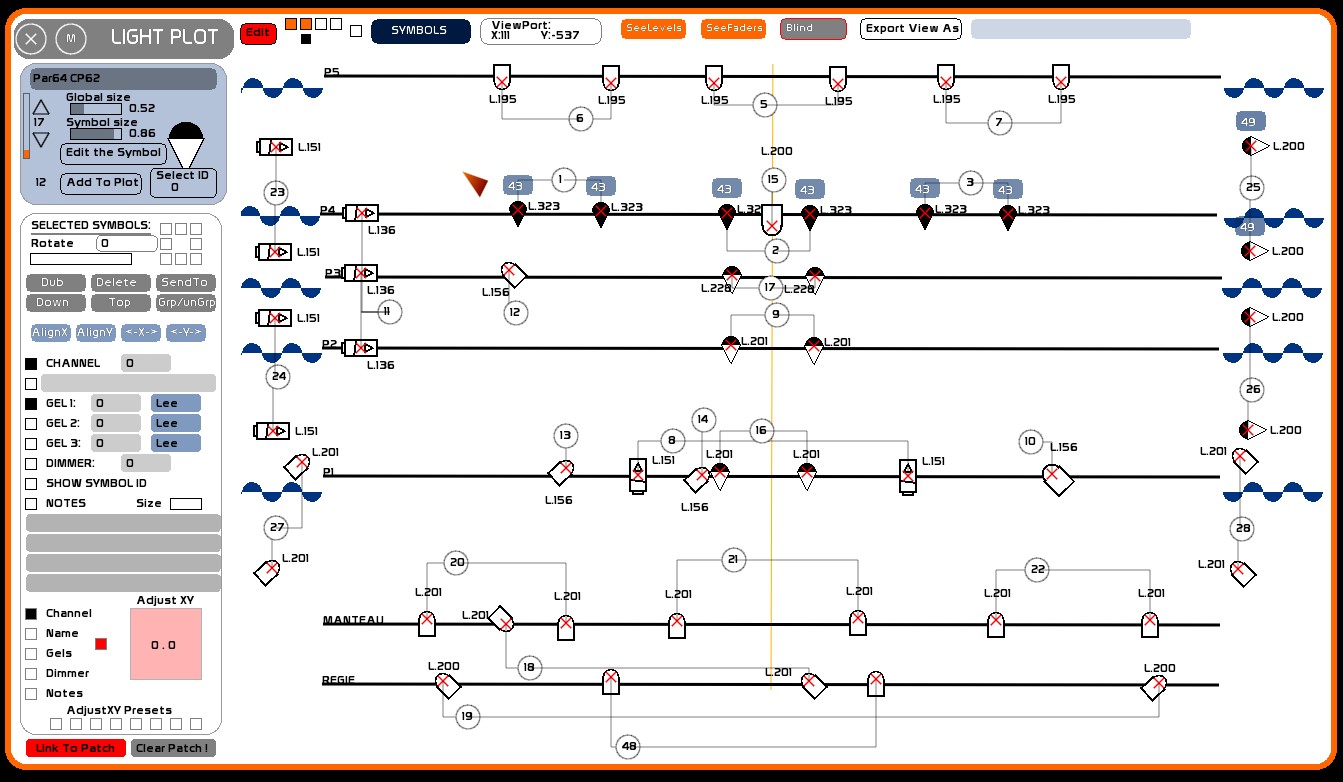 LIGHT PLOT
M
Edit
SYMBOLS
ViewPort:
X:111 Y:-537
SeeLevels
SeeFaders
Blind
Export View As
Par64 CP62
Global size
0.52
17
Symbol size
0.86
Edit the Symbol
12
Add To Plot
Select ID
0
SELECTED SYMBOLS:
Rotate 0
Dub Delete SendTo
Down Top Grp/unGrp
AlignX AlignY <-X-> <-Y->
CHANNEL 0
GEL 1: 0 Lee
GEL 2: 0 Lee
GEL 3: 0 Lee
DIMMER: 0
SHOW SYMBOL ID
NOTES Size
Adjust XY
Channel
Name
Gels
Dimmer
Notes
0.0
AdjustXY Presets
Link To Patch Clear Patch !
P5
L.195 L.195 L.195 L.195 L.195 L.195
6 5 7
49
L.151 L.200 L.200
23 43 1 43 43 15 43 43 3 43 25
P4 L.323 L.323 L.32 L.323 L.323 L.323
L.136
49
L.151 2 L.200
P3 L.136 L.156 L.228 17 L.228
11 12 9
L.151 L.200
P2 L.136 L.201 L.201
24 26
14
L.151 13 8 16 10 L.200
L.201 L.151 L.201 L.201 L.151 L.156 L.201
P1
L.156 L.156
27 28
L.201 20 21 22 L.201
L.201 L.201 L.201 L.201 L.201 L.201
MANTEAU L.201
L.200 18 L.201 L.200
REGIE
19
48